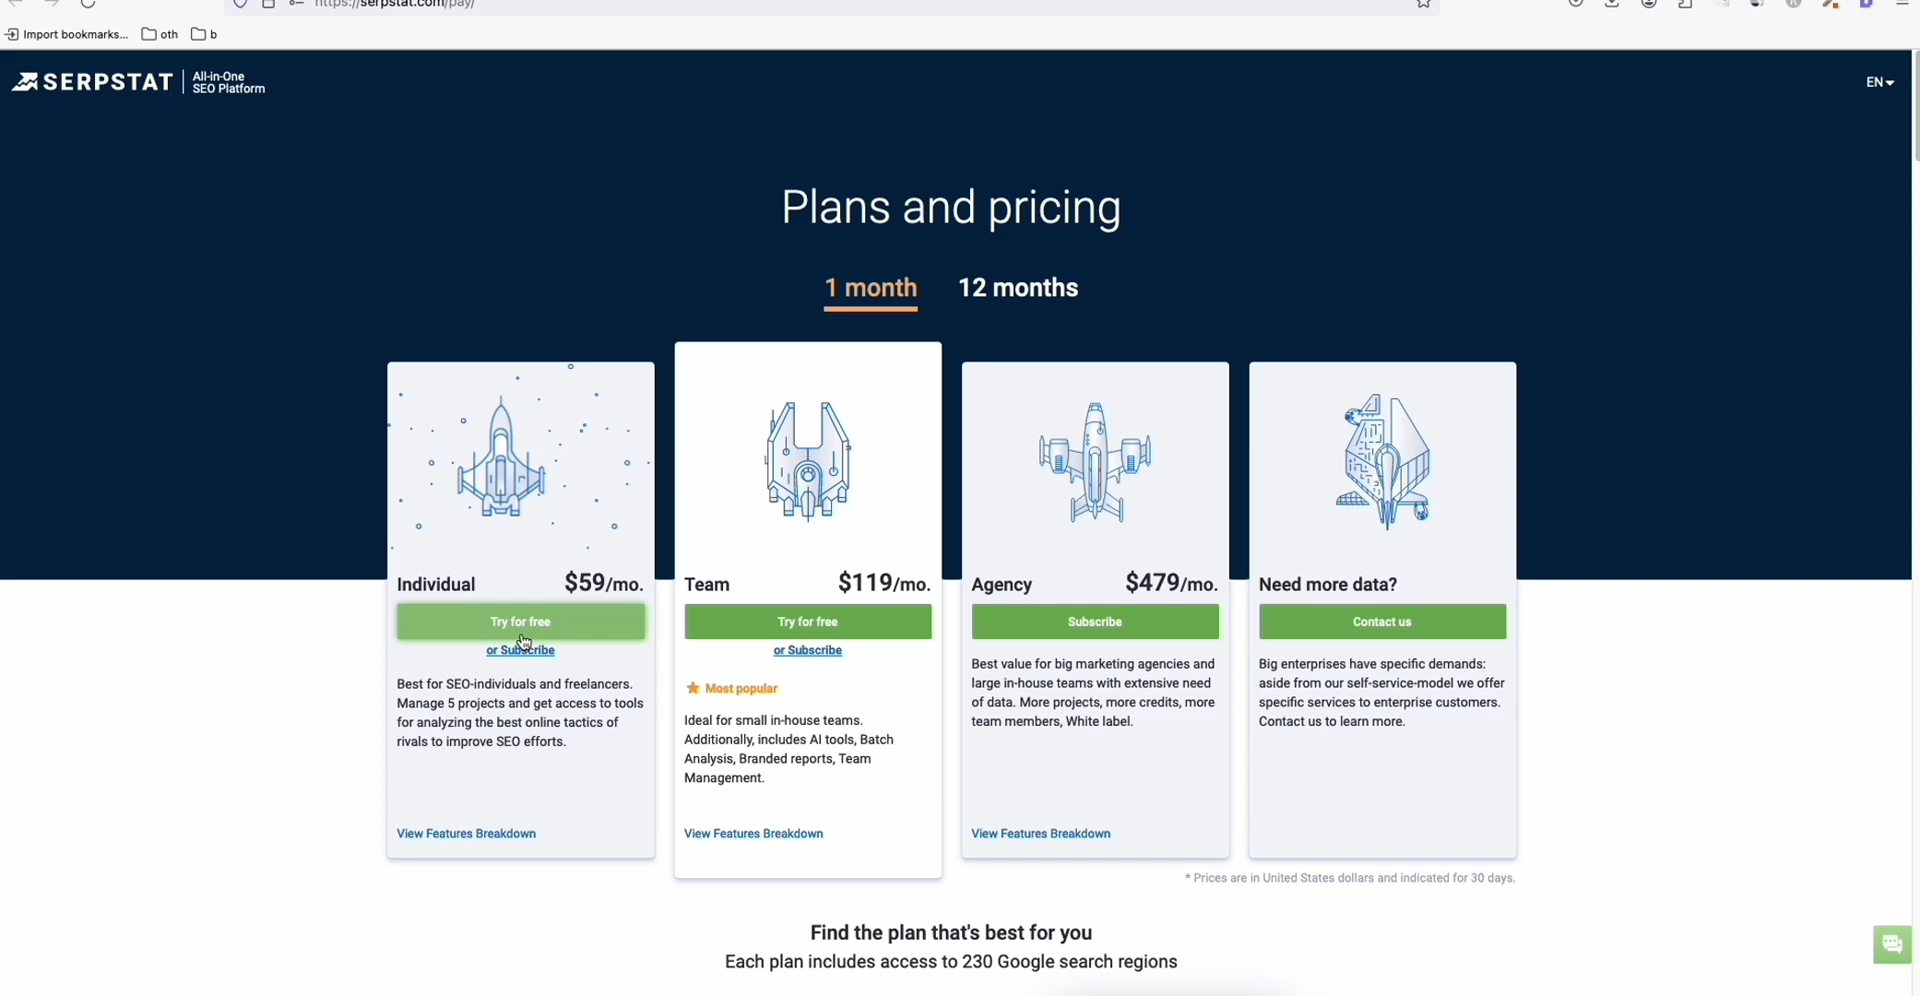 https://serpstat.com/pay/
Import bookmarks... oth b
SERPSTAT All-in-One
SEO Platform
EN
Plans and pricing
1 month 12 months
Individual $59/mo.
Try for free
or Subscribe
Best for SEO-individuals and freelancers.
Manage 5 projects and get access to tools
for analyzing the best online tactics of
rivals to improve SEO efforts.
View Features Breakdown
Team $119/mo.
Try for free
or Subscribe
Most popular
Ideal for small in-house teams.
Additionally, includes AI tools, Batch
Analysis, Branded reports, Team
Management.
View Features Breakdown
Agency $479/mo.
Subscribe
Best value for big marketing agencies and
large in-house teams with extensive need
of data. More projects, more credits, more
team members, White label.
View Features Breakdown
Need more data?
Contact us
Big enterprises have specific demands:
aside from our self-service-model we offer
specific services to enterprise customers.
Contact us to learn more.
* Prices are in United States dollars and indicated for 30 days.
Find the plan that's best for you
Each plan includes access to 230 Google search regions